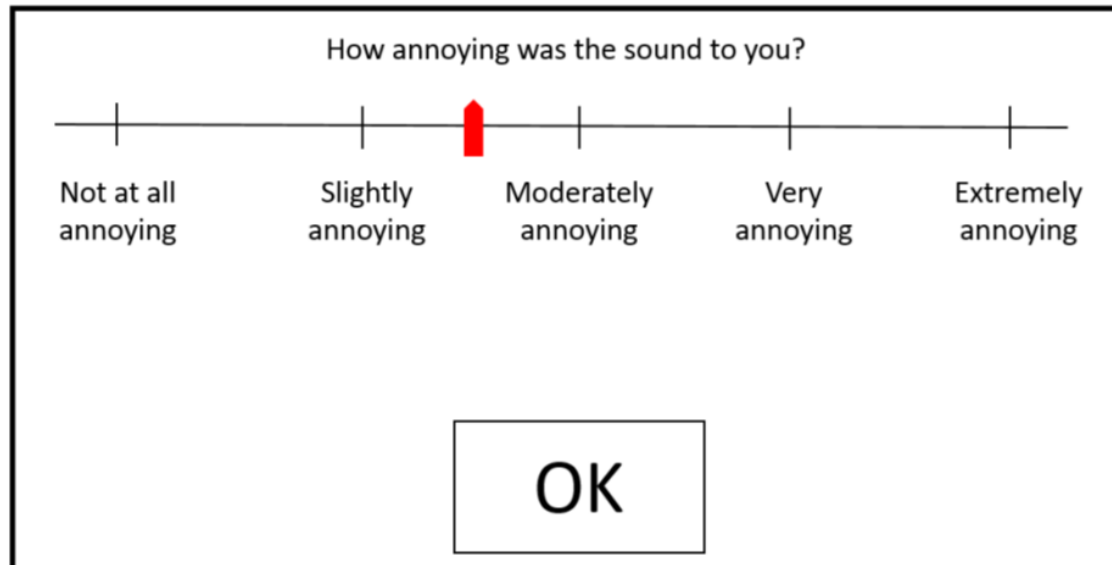 How annoying was the sound to you?
Not at all annoying
Slightly annoying
Moderately annoying
Very annoying
Extremely annoying
OK